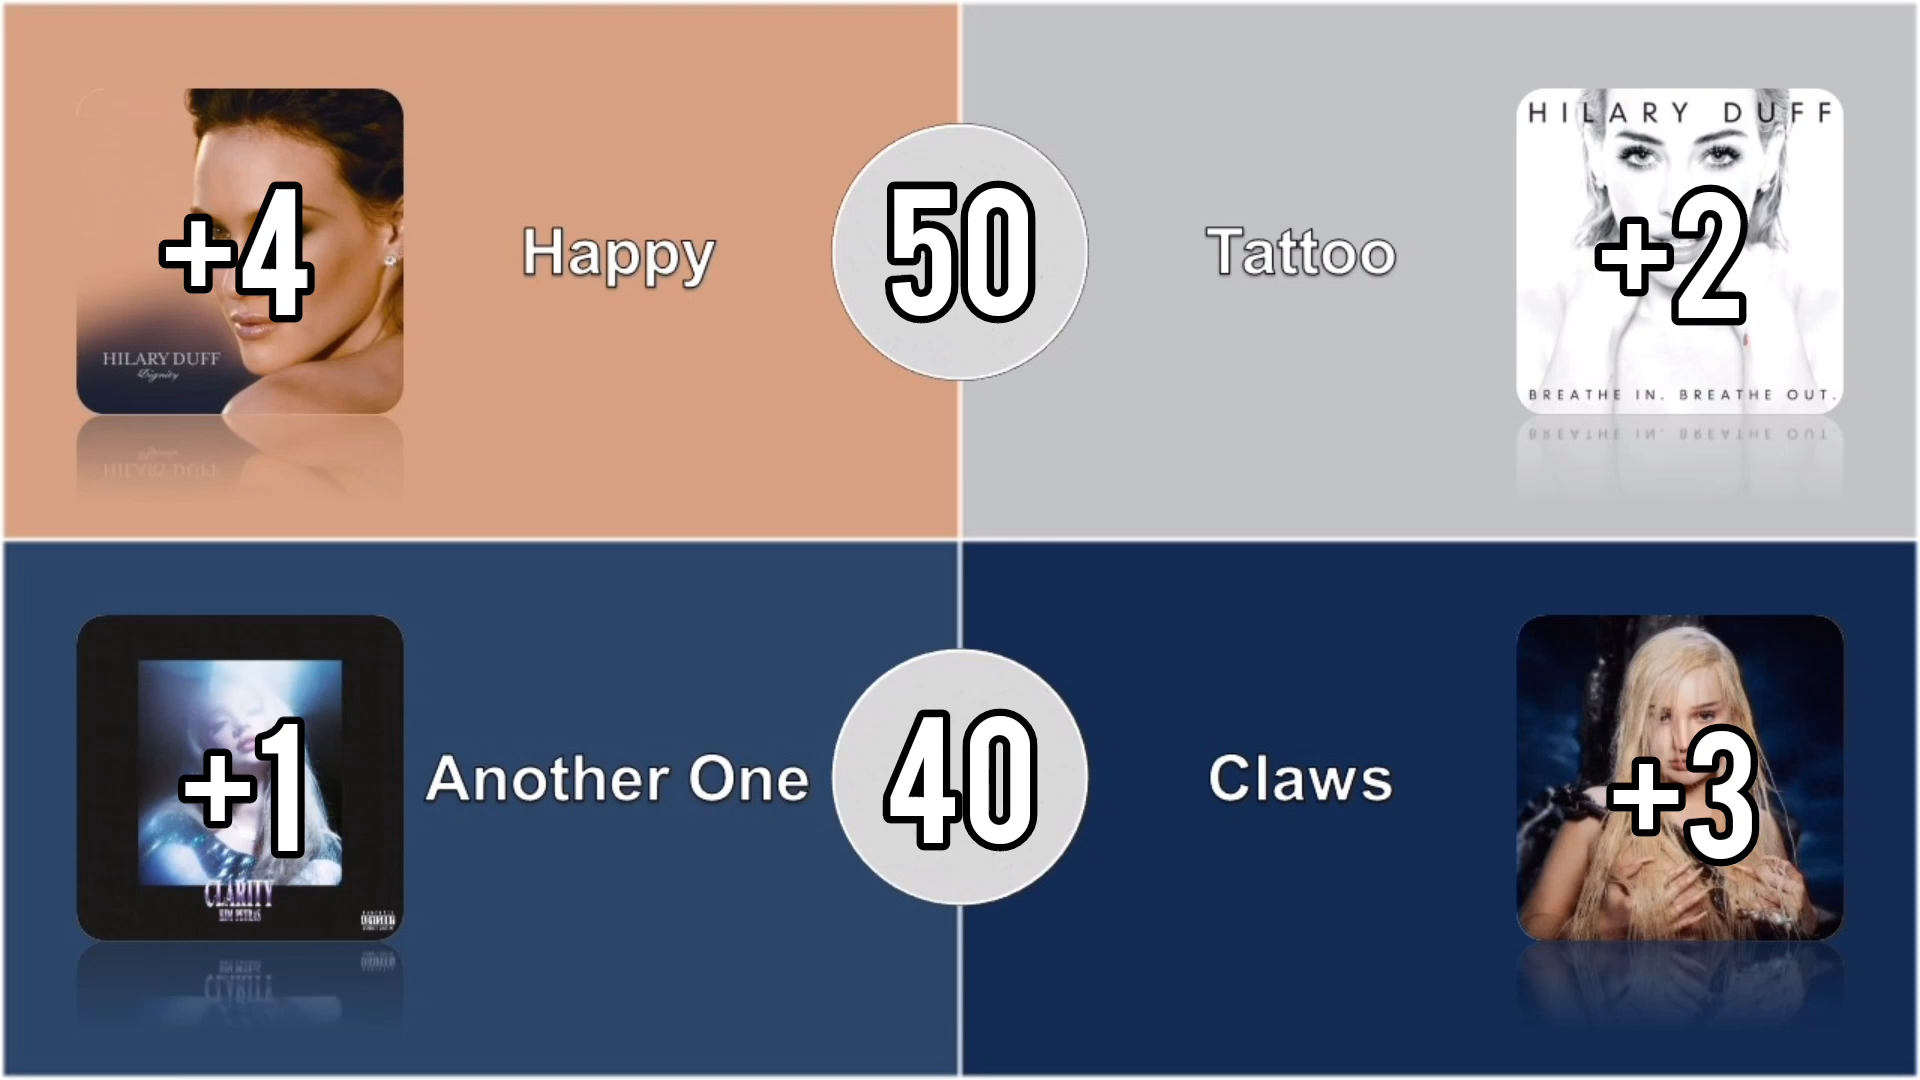 +4
HILARY DUFF
Dignity
Happy
50
Tattoo
HILARY DUFF
+2
BREATHE IN. BREATHE OUT.
+1
CLARITY
KIM PETRAS
Another One
40
Claws
+3